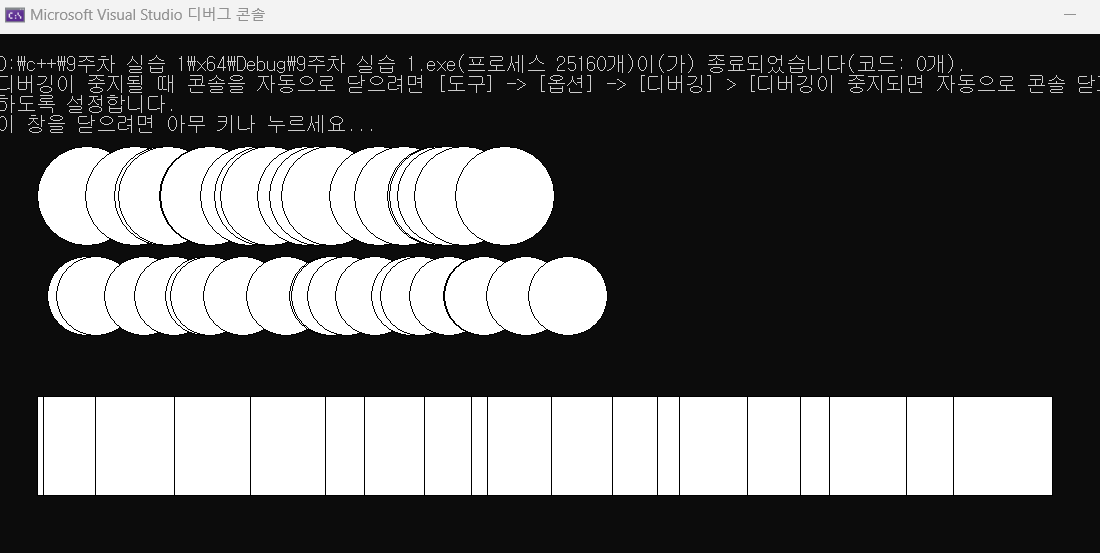 Microsoft Visual Studio 디버그 콘솔
D:\c++\9주차 실습 1\x64\Debug\9주차 실습 1.exe(프로세스 25160개)이(가) 종료되었습니다(코드: 0개).
디버깅이 중지될 때 콘솔을 자동으로 닫으려면 [도구] -> [옵션] -> [디버깅] > [디버깅이 중지되면 자동으로 콘솔 닫
하도록 설정합니다.
이 창을 닫으려면 아무 키나 누르세요...